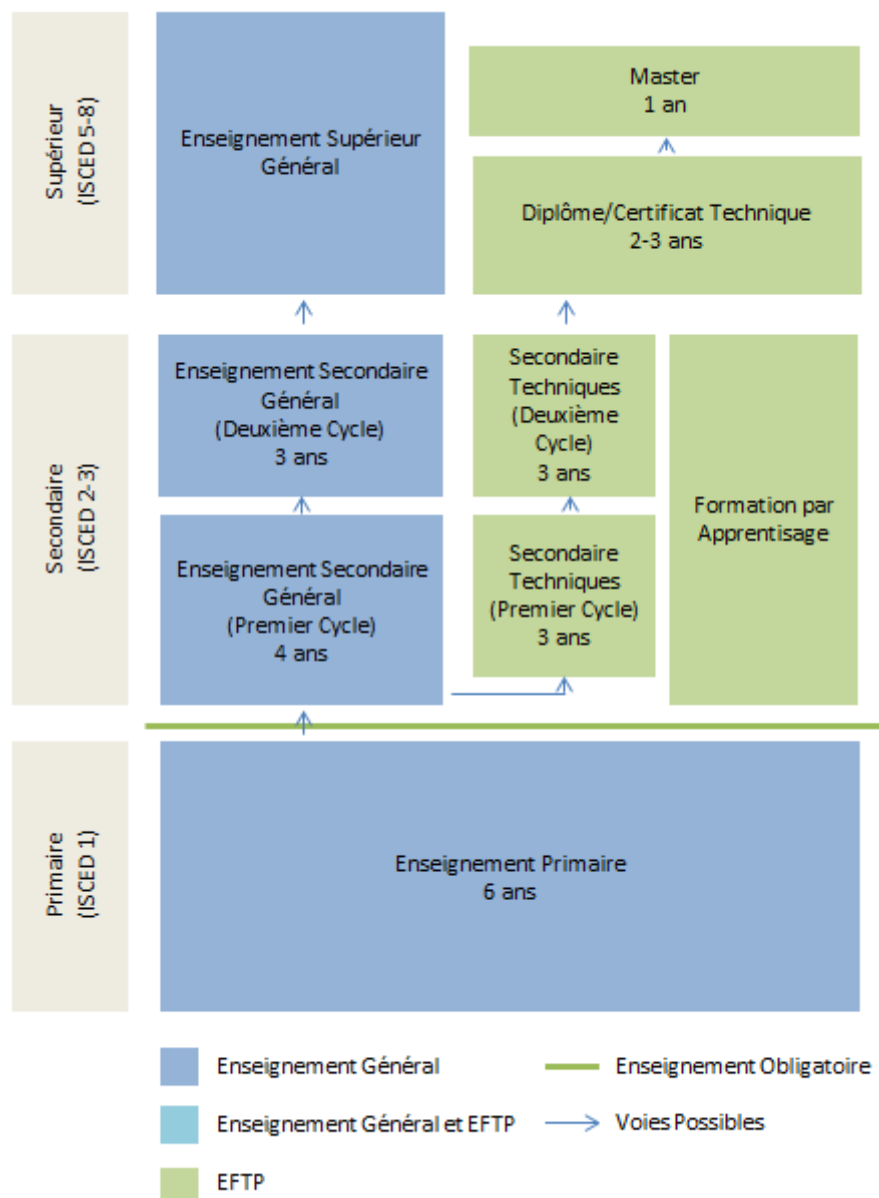 Supérieur
(ISCED 5-8)
Enseignement Supérieur
Général
Master
1 an
Diplôme/Certificat Technique
2-3 ans
Secondaire
(ISCED 2-3)
Enseignement Secondaire
Général
(Deuxième Cycle)
3 ans
Secondaire
Techniques
(Deuxième
Cycle)
3 ans
Formation par
Apprentisage
Enseignement Secondaire
Général
(Premier Cycle)
4 ans
Secondaire
Techniques
(Premier Cycle)
3 ans
Primaire
(ISCED 1)
Enseignement Primaire
6 ans
Enseignement Général
Enseignement Obligatoire
Enseignement Général et EFTP
Voies Possibles
EFTP